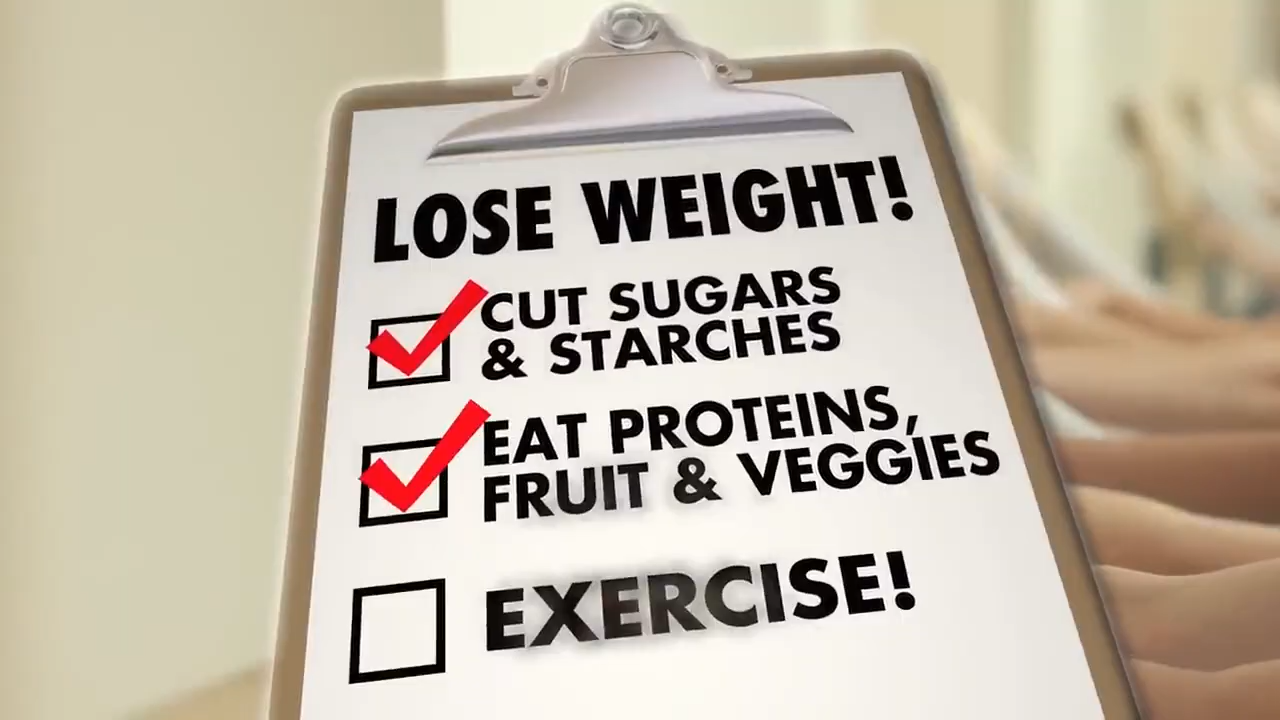 LOSE WEIGHT!
CUT SUGARS
& STARCHES
EAT PROTEINS,
FRUIT & VEGGIES
EXERCISE!